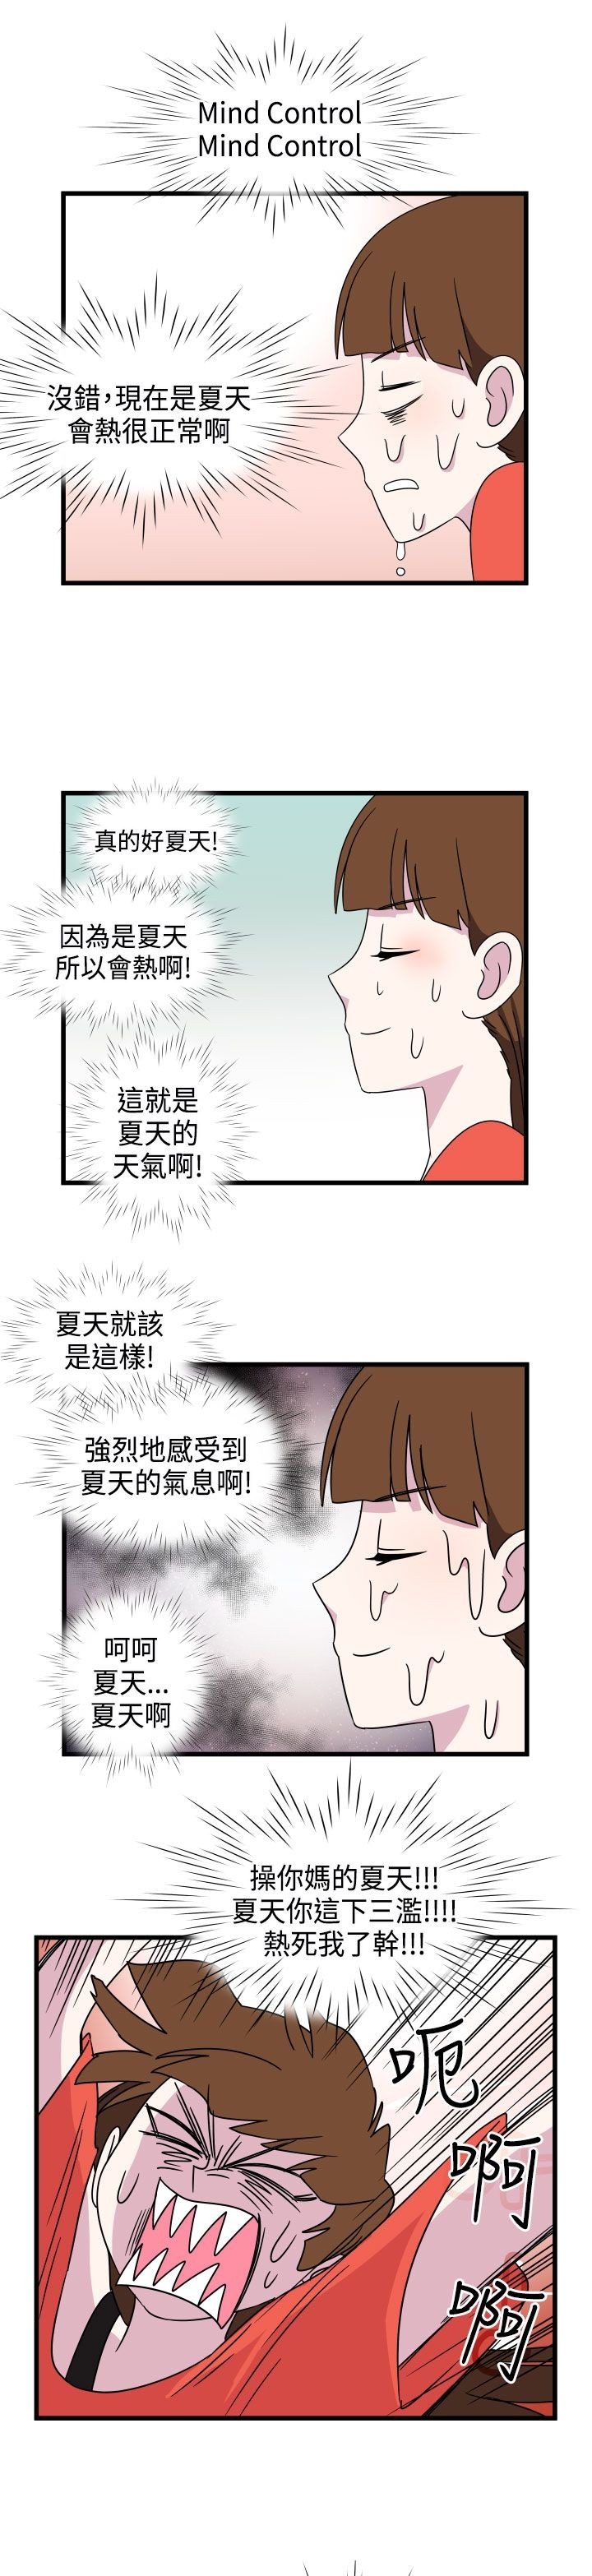 Mind Control
Mind Control
沒錯，現在是夏天
會熱很正常啊
真的好夏天!
因為是夏天
所以會熱啊!
這就是
夏天的
天氣啊!
夏天就該
是這樣!
強烈地感受到
夏天的氣息啊!
呵呵
夏天...
夏天啊
操你媽的夏天!!!
夏天你這下三濫!!!!
熱死我了幹!!!
呃
啊
啊